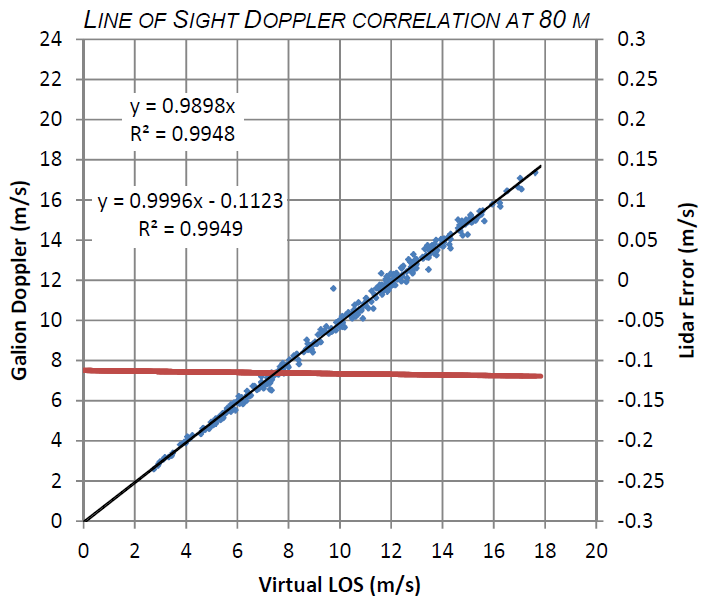 LINE OF SIGHT DOPPLER CORRELATION AT 80 M
24
22
20
18
16
14
12
10
8
6
4
2
0
Galion Doppler (m/s)
y = 0.9898x
R² = 0.9948
y = 0.9996x - 0.1123
R² = 0.9949
0.3
0.25
0.2
0.15
0.1
0.05
0
-0.05
-0.1
-0.15
-0.2
-0.25
-0.3
Lidar Error (m/s)
0 2 4 6 8 10 12 14 16 18 20
Virtual LOS (m/s)